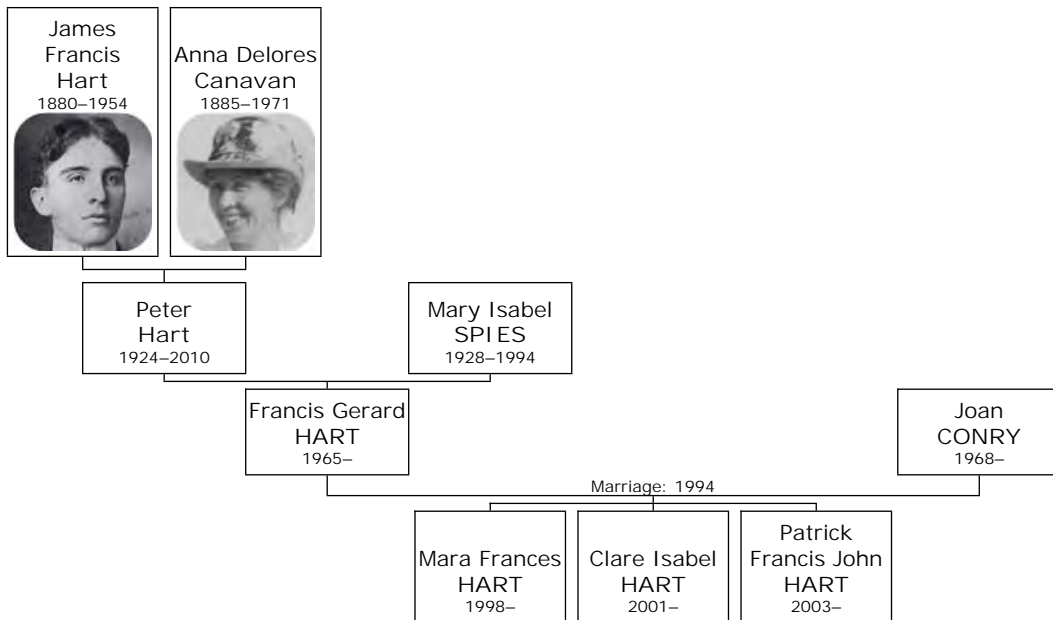 James
Francis
Hart
1880–1954
Anna Delores
Canavan
1885–1971
Peter
Hart
1924–2010
Mary Isabel
SPIES
1928–1994
Francis Gerard
HART
1965–
Joan
CONRY
1968–
Marriage: 1994
Mara Frances
HART
1998–
Clare Isabel
HART
2001–
Patrick
Francis John
HART
2003–